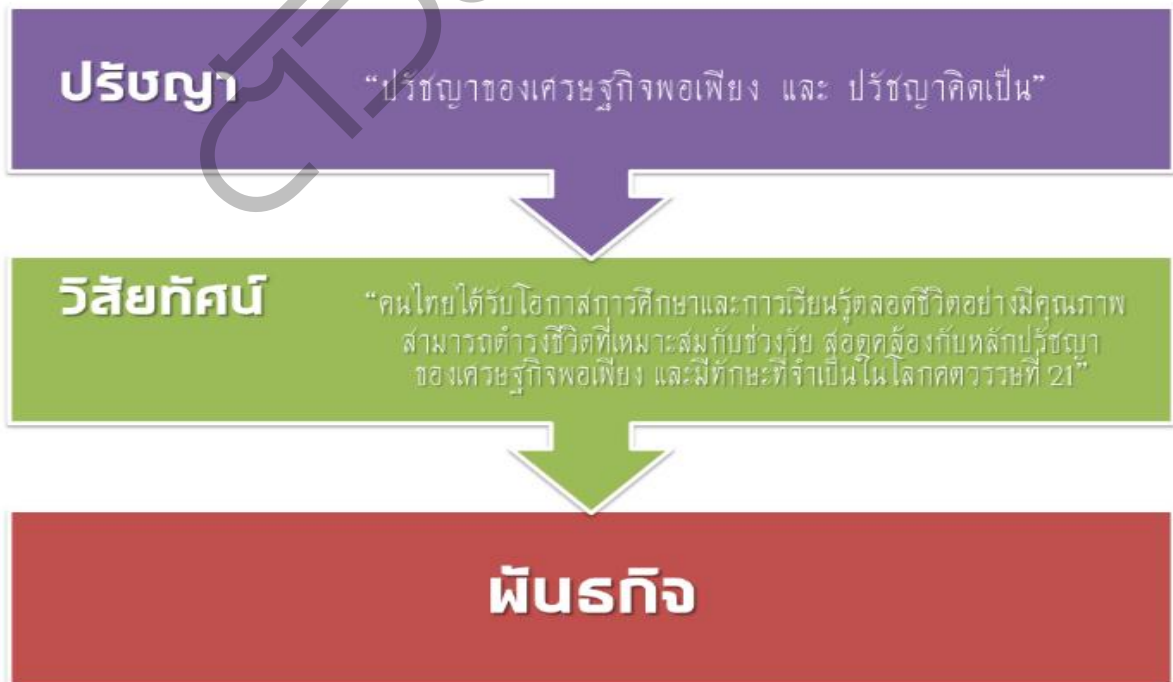 ปรัชญา "ปรัชญาของเศรษฐกิจพอเพียง และ ปรัชญาคิดเป็น"
วิสัยทัศน์ "คนไทยได้รับโอกาสการศึกษาและการเรียนรู้ตลอดชีวิตอย่างมีคุณภาพ
สามารถดำรงชีวิตที่เหมาะสมกับช่วงวัย สอดคล้องกับหลักปรัชญา
ของเศรษฐกิจพอเพียง และมีทักษะที่จำเป็นในโลกศตวรรษที่ 21"
พันธกิจ